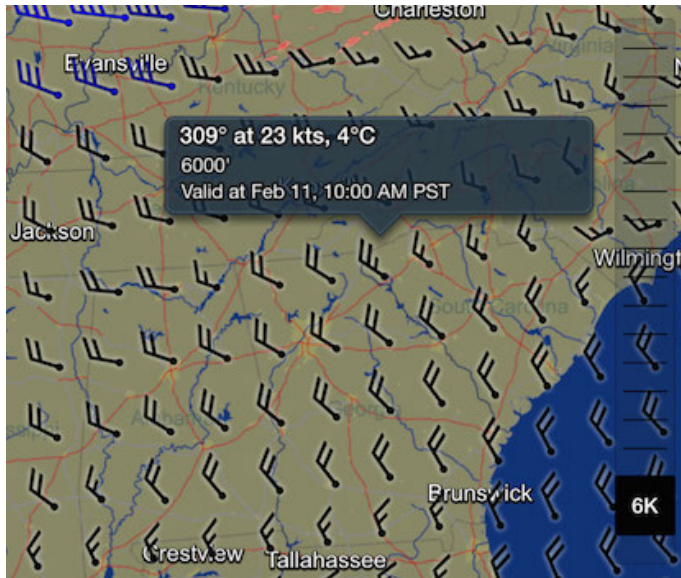 Charleston
Virginia
Evansville
Kentucky
309° at 23 kts, 4°C
6000'
Valid at Feb 11, 10:00 AM PST
Jackson
Wilmingt
South Carolina
Georgia
Brunswick
6K
Crestview
Tallahassee